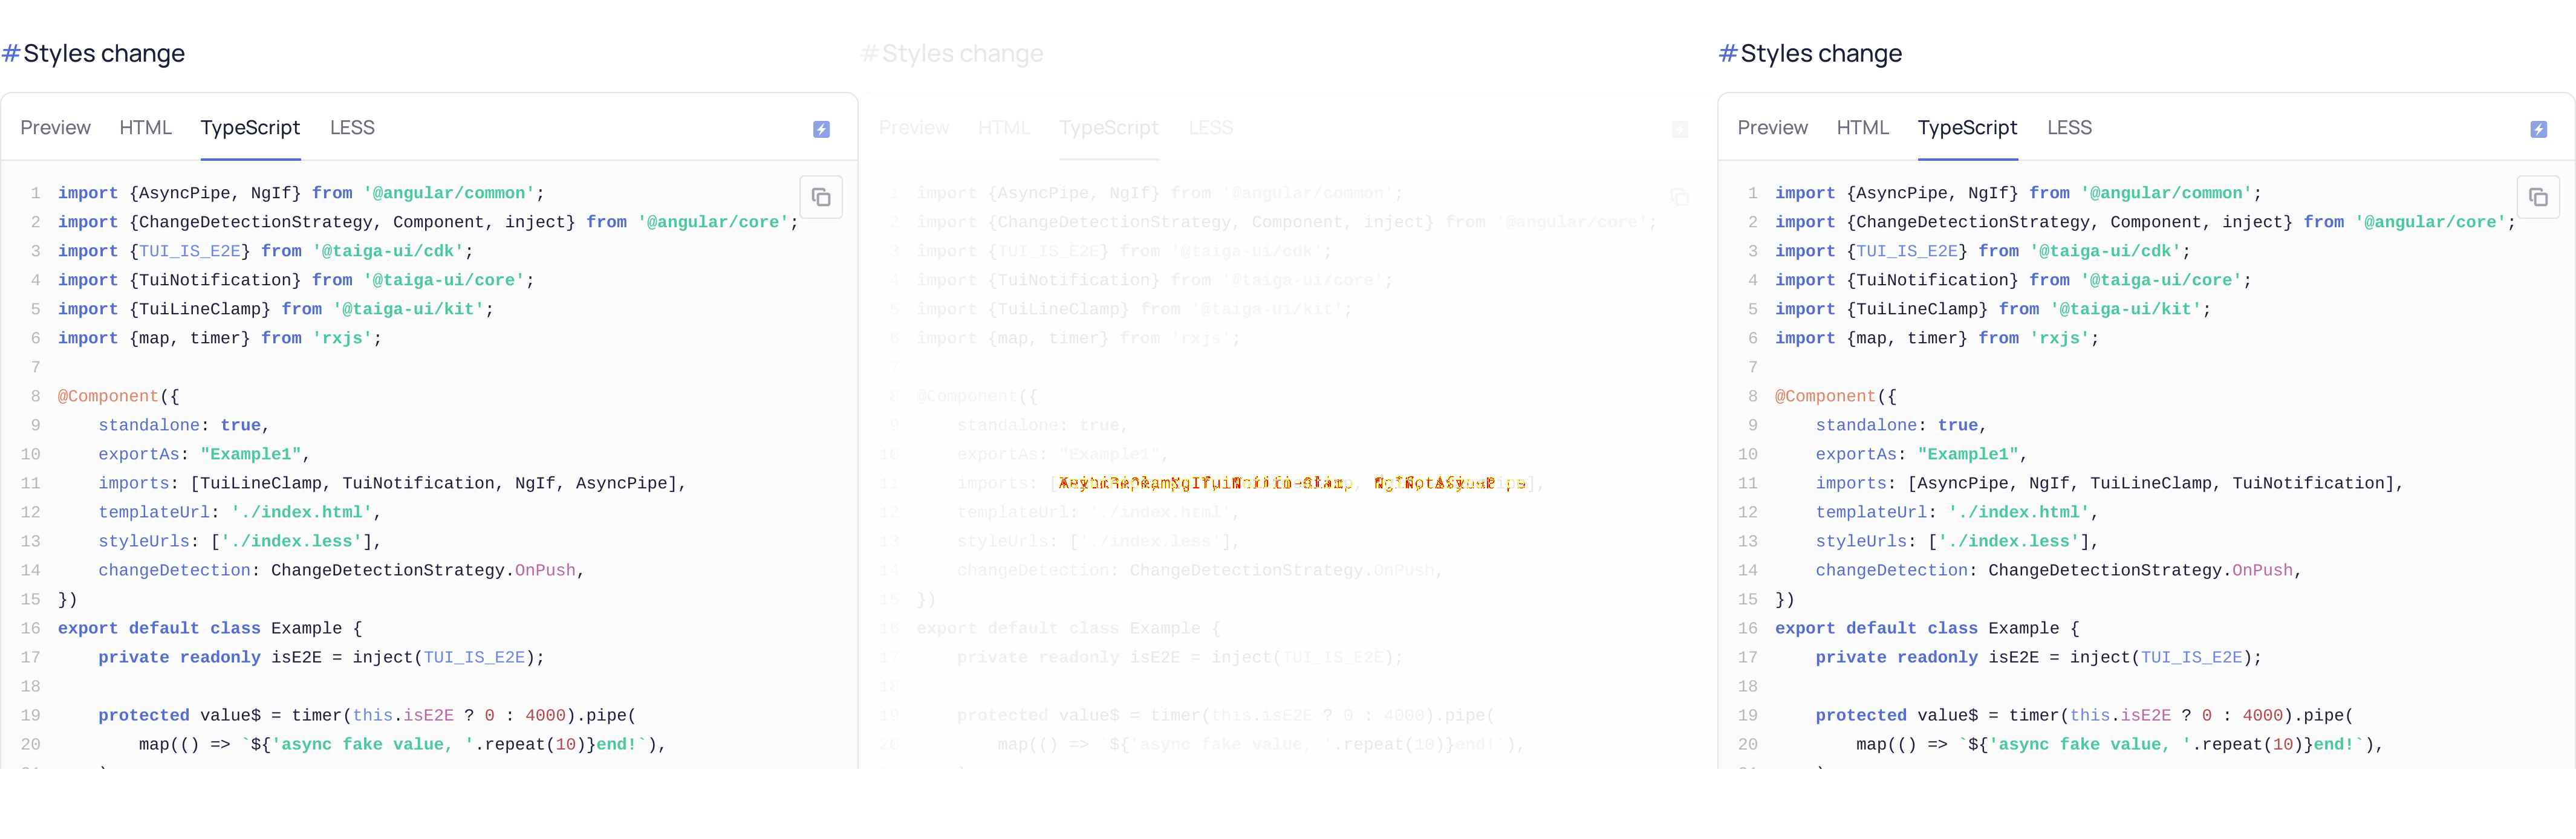 #Styles change
Preview HTML TypeScript LESS
1 import {AsyncPipe, NgIf} from '@angular/common';
2 import {ChangeDetectionStrategy, Component, inject} from '@angular/core';
3 import {TUI_IS_E2E} from '@taiga-ui/cdk';
4 import {TuiNotification} from '@taiga-ui/core';
5 import {TuiLineClamp} from '@taiga-ui/kit';
6 import {map, timer} from 'rxjs';
7
8 @Component({
9 standalone: true,
10 exportAs: "Example1",
11 imports: [TuiLineClamp, TuiNotification, NgIf, AsyncPipe],
12 templateUrl: './index.html',
13 styleUrls: ['./index.less'],
14 changeDetection: ChangeDetectionStrategy.OnPush,
15 })
16 export default class Example {
17 private readonly isE2E = inject(TUI_IS_E2E);
18
19 protected value$ = timer(this.isE2E ? 0 : 4000).pipe(
20 map(() => `${'async fake value, '.repeat(10)}end!`),
#Styles change
Preview HTML TypeScript LESS
1 import {AsyncPipe, NgIf} from '@angular/common';
2 import {ChangeDetectionStrategy, Component, inject} from '@angular/core';
3 import {TUI_IS_E2E} from '@taiga-ui/cdk';
4 import {TuiNotification} from '@taiga-ui/core';
5 import {TuiLineClamp} from '@taiga-ui/kit';
6 import {map, timer} from 'rxjs';
7
8 @Component({
9 standalone: true,
10 exportAs: "Example1",
11 imports: [
12 templateUrl: './index.html',
13 styleUrls: ['./index.less'],
14 changeDetection: ChangeDetectionStrategy.OnPush,
15 })
16 export default class Example {
17 private readonly isE2E = inject(TUI_IS_E2E);
18
19 protected value$ = timer(this.isE2E ? 0 : 4000).pipe(
20 map(() => `${'async fake value, '.repeat(10)}end!`),
#Styles change
Preview HTML TypeScript LESS
1 import {AsyncPipe, NgIf} from '@angular/common';
2 import {ChangeDetectionStrategy, Component, inject} from '@angular/core';
3 import {TUI_IS_E2E} from '@taiga-ui/cdk';
4 import {TuiNotification} from '@taiga-ui/core';
5 import {TuiLineClamp} from '@taiga-ui/kit';
6 import {map, timer} from 'rxjs';
7
8 @Component({
9 standalone: true,
10 exportAs: "Example1",
11 imports: [AsyncPipe, NgIf, TuiLineClamp, TuiNotification],
12 templateUrl: './index.html',
13 styleUrls: ['./index.less'],
14 changeDetection: ChangeDetectionStrategy.OnPush,
15 })
16 export default class Example {
17 private readonly isE2E = inject(TUI_IS_E2E);
18
19 protected value$ = timer(this.isE2E ? 0 : 4000).pipe(
20 map(() => `${'async fake value, '.repeat(10)}end!`),